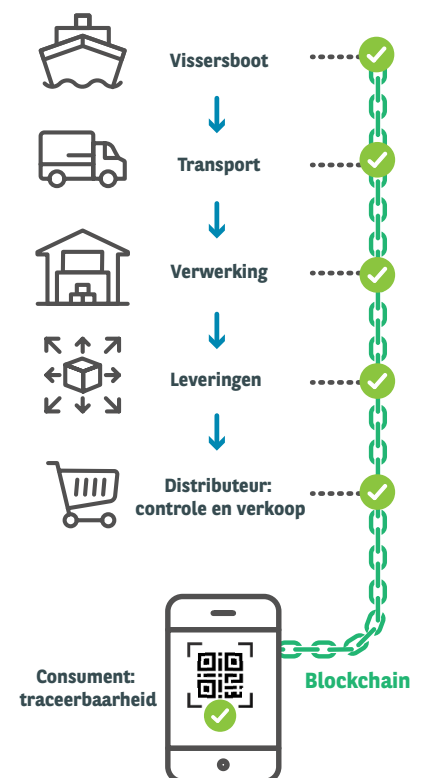 Vissersboot
Transport
Verwerking
Leveringen
Distributeur:
controle en verkoop
Consument:
traceerbaarheid
Blockchain